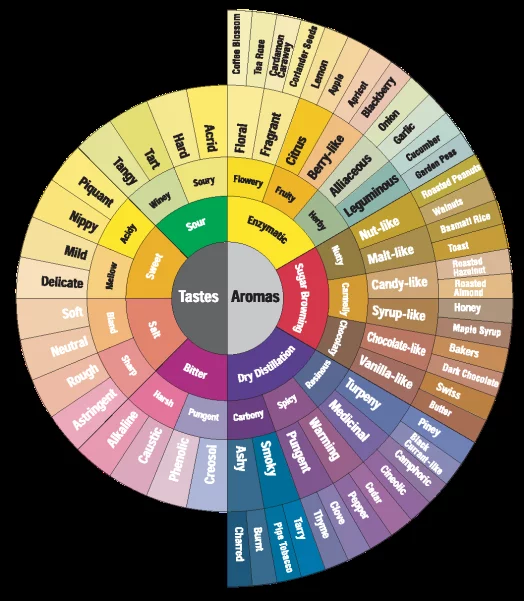 Tastes
Aromas
Sour
Sweet
Salt
Bitter
Enzymatic
Sugar Browning
Dry Distillation
Soury
Winey
Acidy
Mellow
Bland
Sharp
Harsh
Pungent
Flowery
Fruity
Herby
Nutty
Carmelly
Chocolaty
Resinous
Spicy
Carbony
Acrid
Hard
Tart
Tangy
Piquant
Nippy
Mild
Delicate
Soft
Neutral
Rough
Astringent
Alkaline
Caustic
Phenolic
Creosol
Floral
Fragrant
Citrus
Berry-like
Alliaceous
Leguminous
Nut-like
Malt-like
Candy-like
Syrup-like
Chocolate-like
Vanilla-like
Turpeny
Medicinal
Warming
Pungent
Smoky
Ashy
Coffee Blossom
Tea Rose
Cardamon
Caraway
Coriander Seeds
Lemon
Apple
Apricot
Blackberry
Onion
Garlic
Cucumber
Garden Peas
Roasted Peanuts
Walnuts
Basmati Rice
Toast
Roasted
Hazelnut
Roasted
Almond
Honey
Maple Syrup
Bakers
Dark Chocolate
Swiss
Butter
Piney
Black
Currant-like
Camphoric
Cineolic
Cedar
Pepper
Clove
Thyme
Tarry
Pipe Tobacco
Burnt
Charred